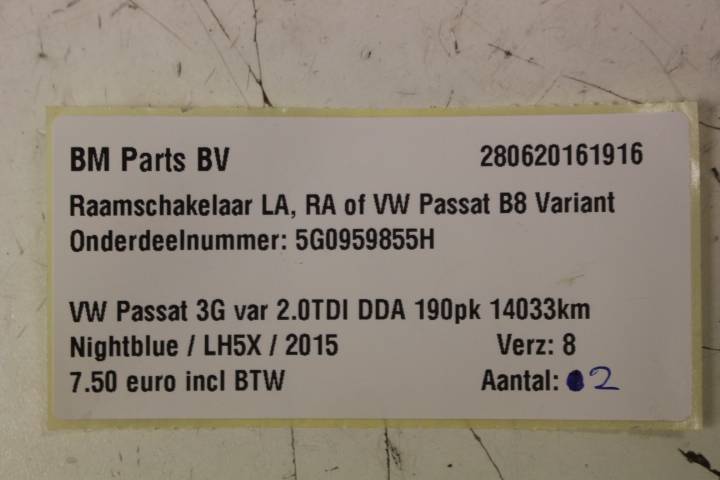 BM Parts BV 280620161916
Raamschakelaar LA, RA of VW Passat B8 Variant
Onderdeelnummer: 5G0959855H
VW Passat 3G var 2.0TDI DDA 190pk 14033km
Nightblue / LH5X / 2015 Verz: 8
7.50 euro incl BTW Aantal: 2